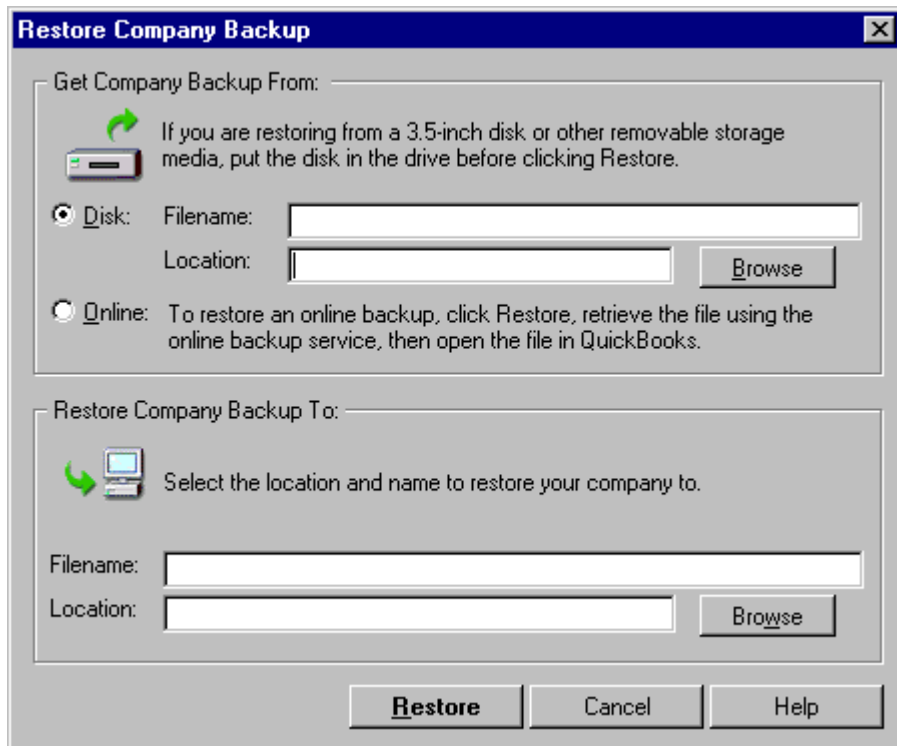 Restore Company Backup
Get Company Backup From:
If you are restoring from a 3.5-inch disk or other removable storage
media, put the disk in the drive before clicking Restore.
Disk: Filename:
Location: Browse
Online: To restore an online backup, click Restore, retrieve the file using the
online backup service, then open the file in QuickBooks.
Restore Company Backup To:
Select the location and name to restore your company to.
Filename:
Location: Browse
Restore Cancel Help